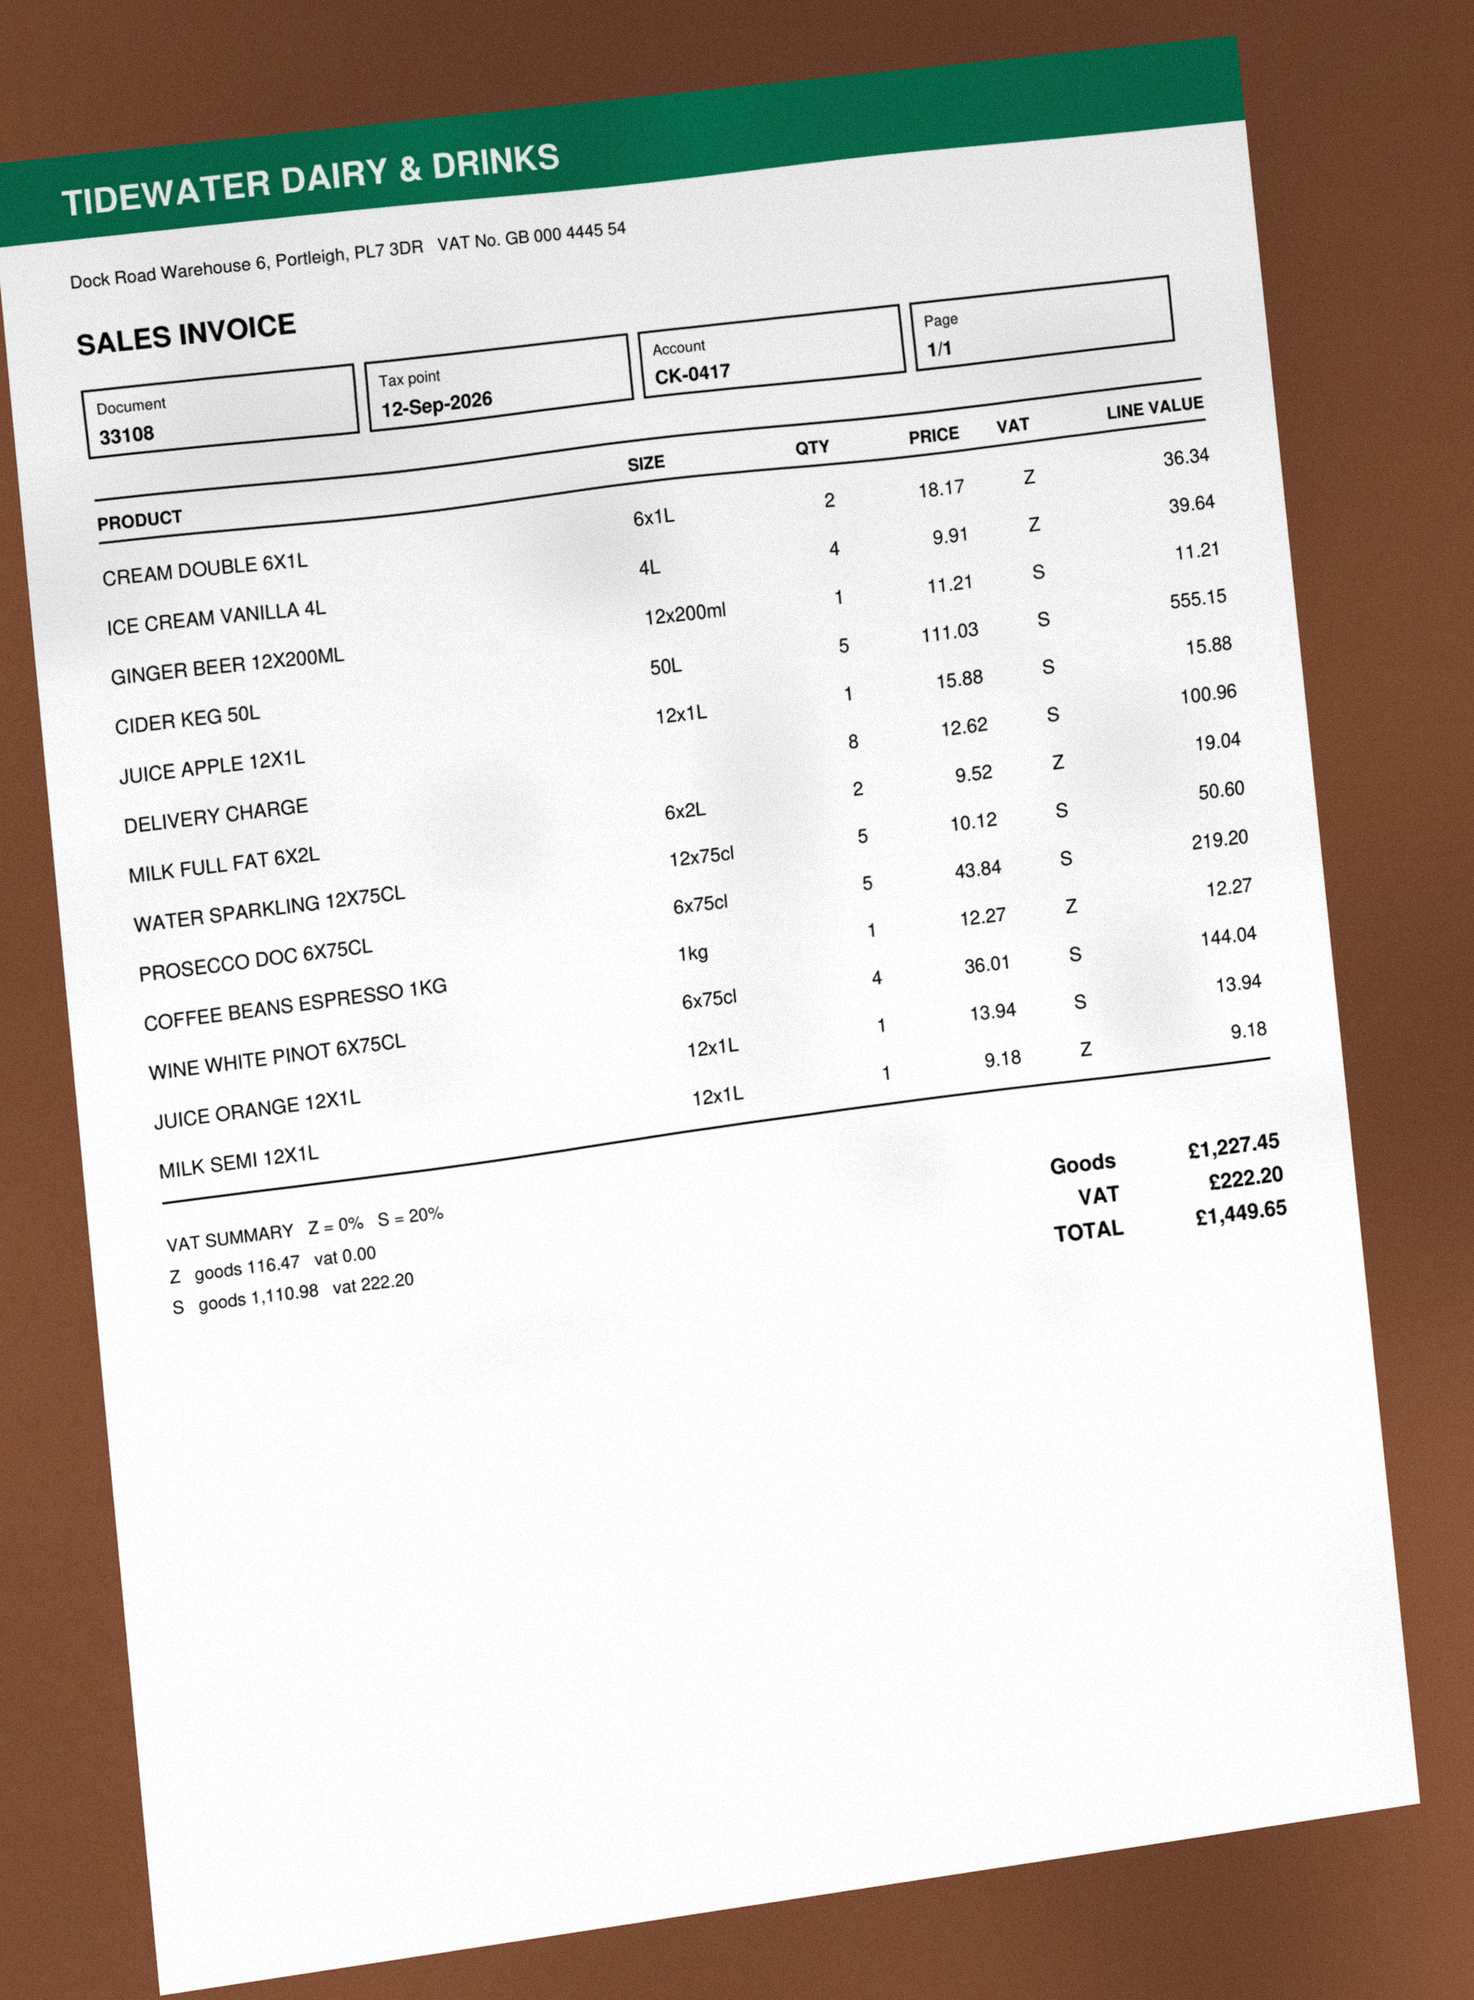 TIDEWATER DAIRY & DRINKS
Dock Road Warehouse 6, Portleigh, PL7 3DR VAT No. GB 000 4445 54
SALES INVOICE
Document Tax point Account Page
33108 12-Sep-2026 CK-0417 1/1
PRODUCT SIZE QTY PRICE VAT LINE VALUE
CREAM DOUBLE 6X1L 6x1L 2 18.17 Z 36.34
ICE CREAM VANILLA 4L 4L 4 9.91 Z 39.64
GINGER BEER 12X200ML 12x200ml 1 11.21 S 11.21
CIDER KEG 50L 50L 5 111.03 S 555.15
JUICE APPLE 12X1L 12x1L 1 15.88 S 15.88
DELIVERY CHARGE 8 12.62 S 100.96
MILK FULL FAT 6X2L 6x2L 2 9.52 Z 19.04
WATER SPARKLING 12X75CL 12x75cl 5 10.12 S 50.60
PROSECCO DOC 6X75CL 6x75cl 5 43.84 S 219.20
COFFEE BEANS ESPRESSO 1KG 1kg 1 12.27 Z 12.27
WINE WHITE PINOT 6X75CL 6x75cl 4 36.01 S 144.04
JUICE ORANGE 12X1L 12x1L 1 13.94 S 13.94
MILK SEMI 12X1L 12x1L 1 9.18 Z 9.18
Goods £1,227.45
VAT £222.20
TOTAL £1,449.65
VAT SUMMARY Z = 0% S = 20%
Z goods 116.47 vat 0.00
S goods 1,110.98 vat 222.20